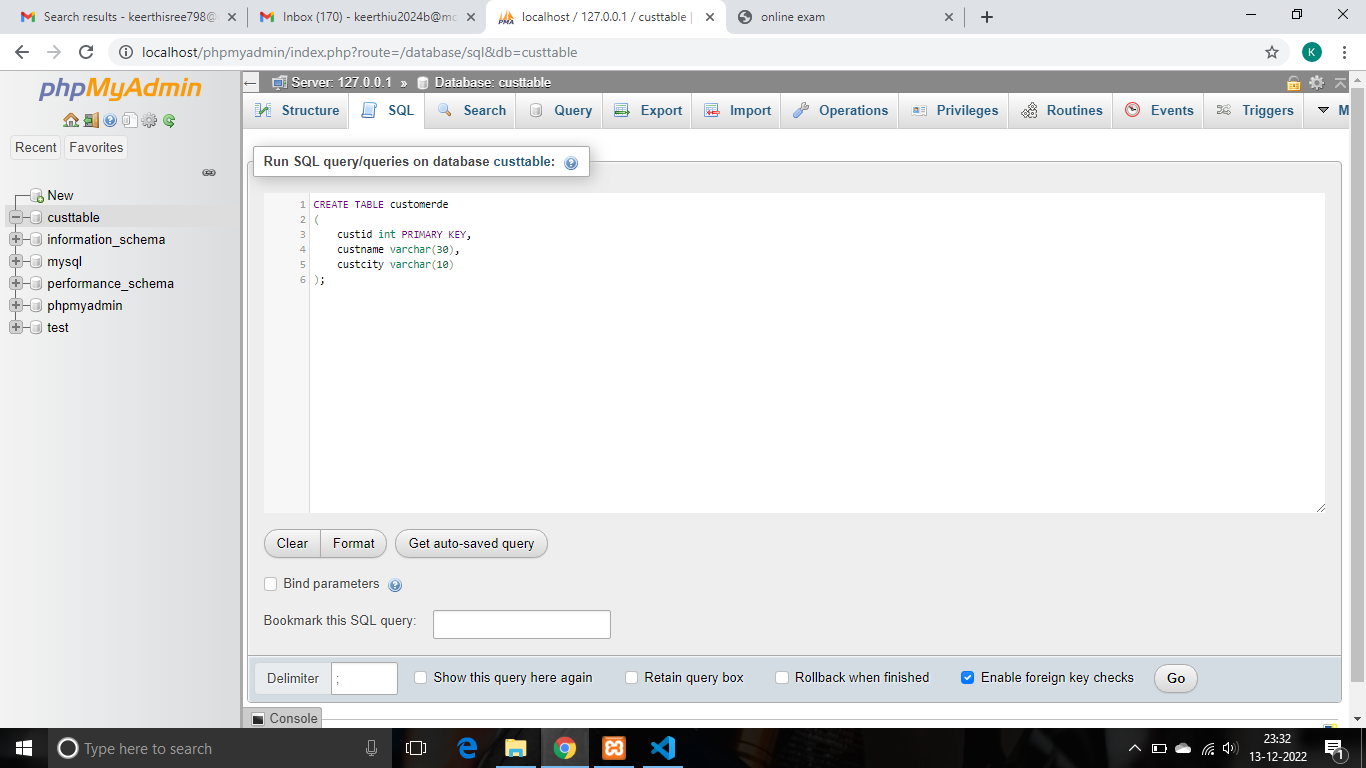 Search results - keerthisree798@
Inbox (170) - keerthiu2024b@mc
localhost / 127.0.0.1 / custtable |
online exam
localhost/phpmyadmin/index.php?route=/database/sql&db=custtable
K
phpMyAdmin
Recent
Favorites
New
custtable
information_schema
mysql
performance_schema
phpmyadmin
test
Server: 127.0.0.1 » Database: custtable
Structure
SQL
Search
Query
Export
Import
Operations
Privileges
Routines
Events
Triggers
M
Run SQL query/queries on database custtable:
1 CREATE TABLE customerde
2 (
3 custid int PRIMARY KEY,
4 custname varchar(30),
5 custcity varchar(10)
6 );
Clear
Format
Get auto-saved query
Bind parameters
Bookmark this SQL query:
Delimiter ;
Show this query here again
Retain query box
Rollback when finished
Enable foreign key checks
Go
Console
Type here to search
23:32
13-12-2022
1